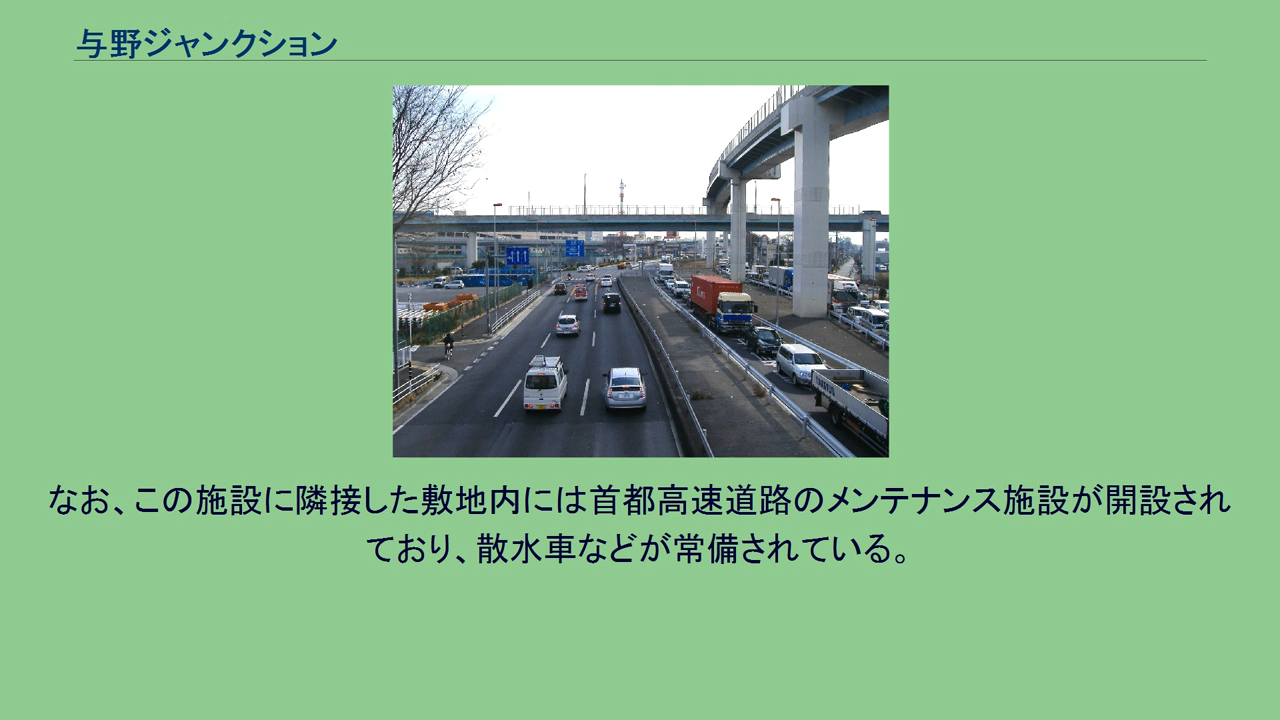 与野ジャンクション
なお、この施設に隣接した敷地内には首都高速道路のメンテナンス施設が開設され
ており、散水車などが常備されている。